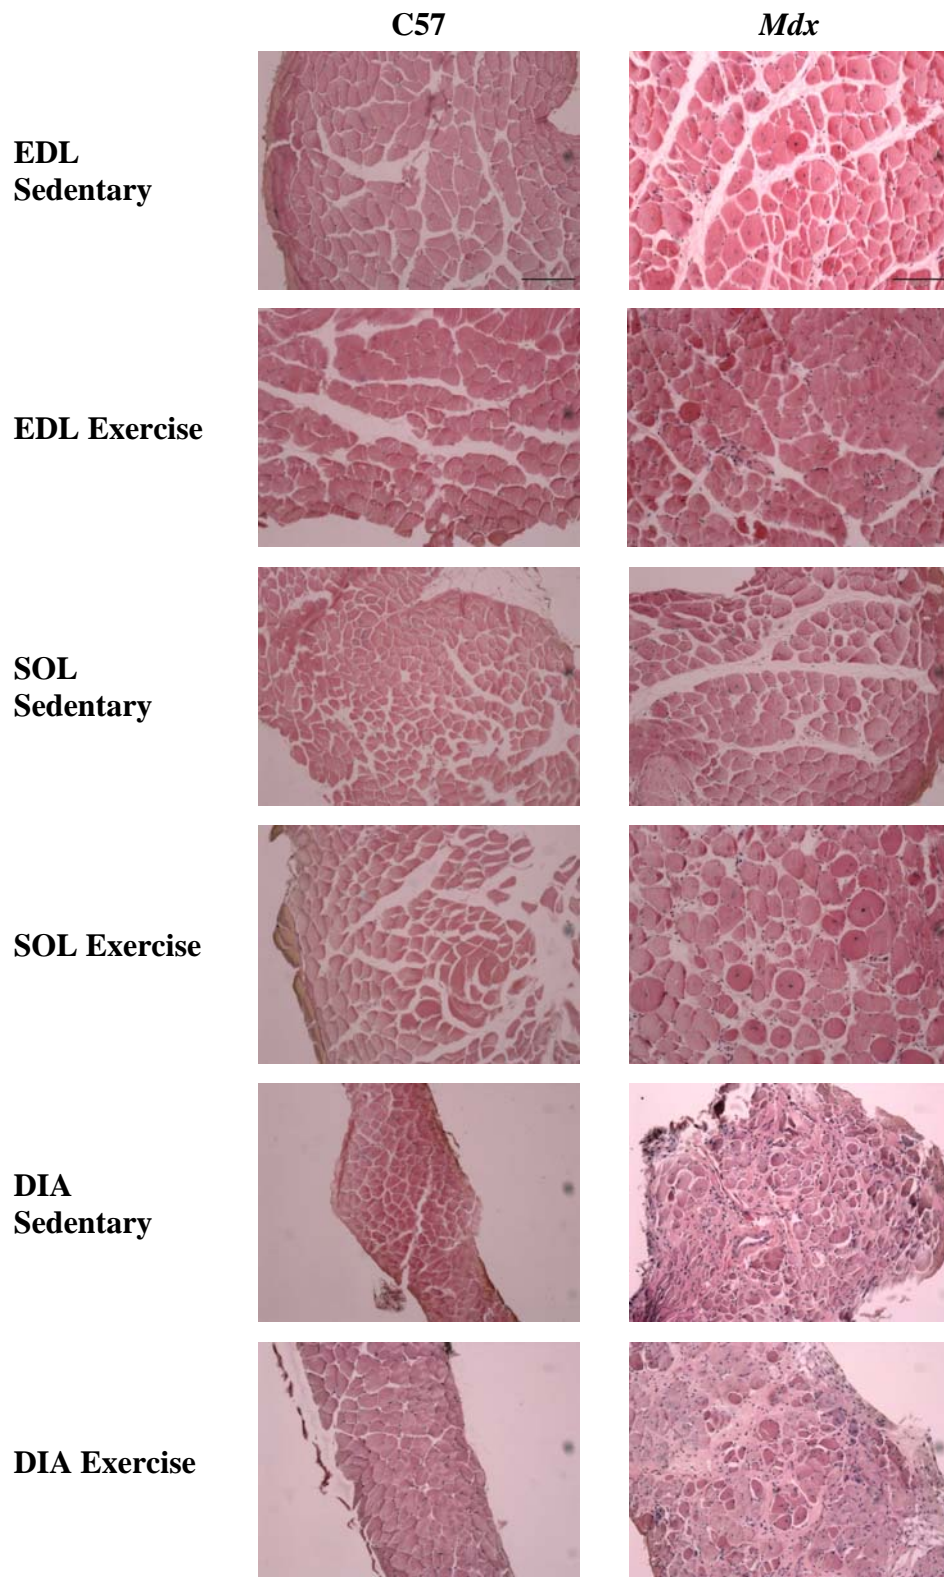 C57 Mdx
EDL
Sedentary
EDL Exercise
SOL
Sedentary
SOL Exercise
DIA
Sedentary
DIA Exercise